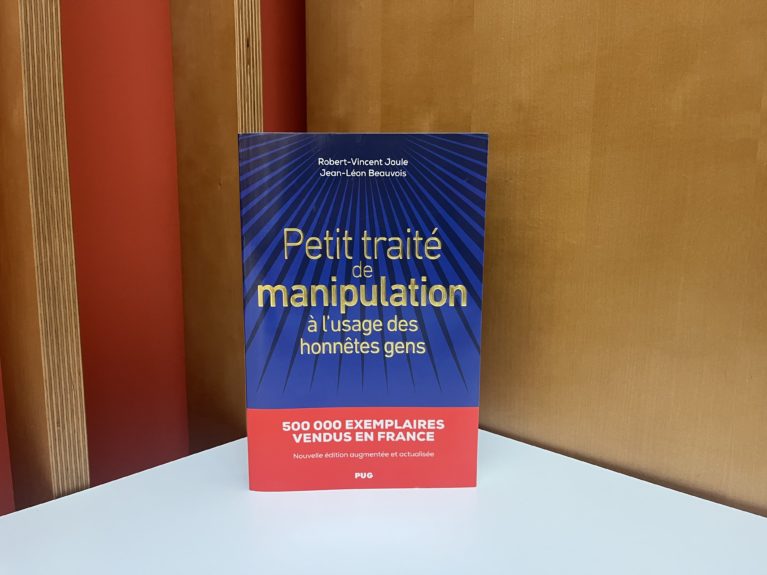 Robert-Vincent Joule
Jean-Léon Beauvois
Petit traité
de
manipulation
à l'usage des
honnêtes gens
500 000 EXEMPLAIRES
VENDUS EN FRANCE
Nouvelle édition augmentée et actualisée
PUG